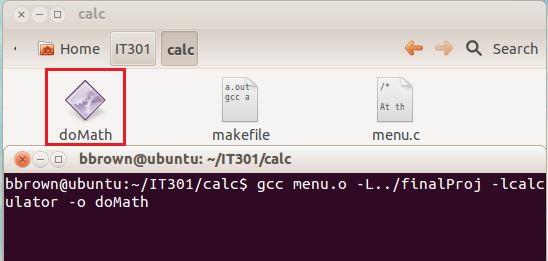 calc
Home IT301 calc Search
a.out
gcc a
/*
At th
doMath makefile menu.c
bbrown@ubuntu: ~/IT301/calc
bbrown@ubuntu:~/IT301/calc$ gcc menu.o -L../finalProj -lcalc
ulator -o doMath